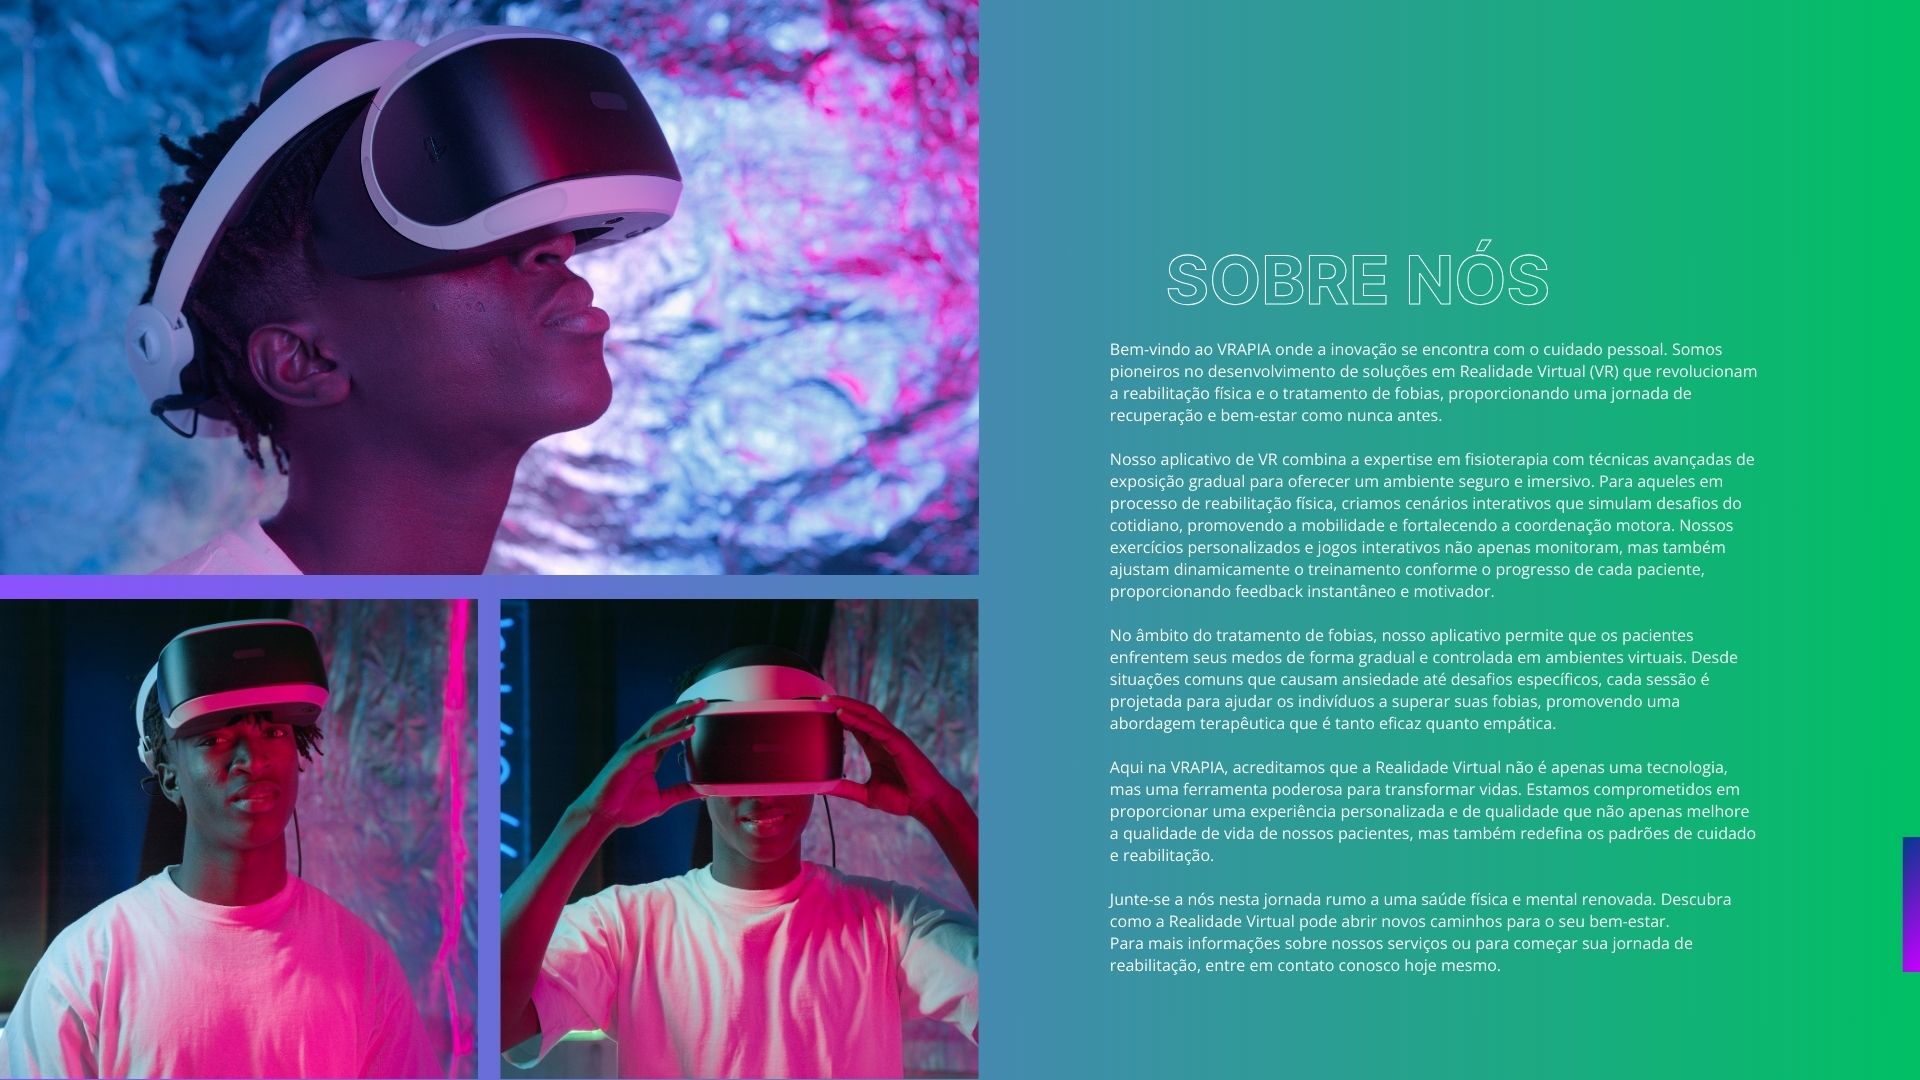 SOBRE NÓS
Bem-vindo ao VRAPIA onde a inovação se encontra com o cuidado pessoal. Somos
pioneiros no desenvolvimento de soluções em Realidade Virtual (VR) que revolucionam
a reabilitação física e o tratamento de fobias, proporcionando uma jornada de
recuperação e bem-estar como nunca antes.
Nosso aplicativo de VR combina a expertise em fisioterapia com técnicas avançadas de
exposição gradual para oferecer um ambiente seguro e imersivo. Para aqueles em
processo de reabilitação física, criamos cenários interativos que simulam desafios do
cotidiano, promovendo a mobilidade e fortalecendo a coordenação motora. Nossos
exercícios personalizados e jogos interativos não apenas monitoram, mas também
ajustam dinamicamente o treinamento conforme o progresso de cada paciente,
proporcionando feedback instantâneo e motivador.
No âmbito do tratamento de fobias, nosso aplicativo permite que os pacientes
enfrentem seus medos de forma gradual e controlada em ambientes virtuais. Desde
situações comuns que causam ansiedade até desafios específicos, cada sessão é
projetada para ajudar os indivíduos a superar suas fobias, promovendo uma
abordagem terapêutica que é tanto eficaz quanto empática.
Aqui na VRAPIA, acreditamos que a Realidade Virtual não é apenas uma tecnologia,
mas uma ferramenta poderosa para transformar vidas. Estamos comprometidos em
proporcionar uma experiência personalizada e de qualidade que não apenas melhore
a qualidade de vida de nossos pacientes, mas também redefina os padrões de cuidado
e reabilitação.
Junte-se a nós nesta jornada rumo a uma saúde física e mental renovada. Descubra
como a Realidade Virtual pode abrir novos caminhos para o seu bem-estar.
Para mais informações sobre nossos serviços ou para começar sua jornada de
reabilitação, entre em contato conosco hoje mesmo.